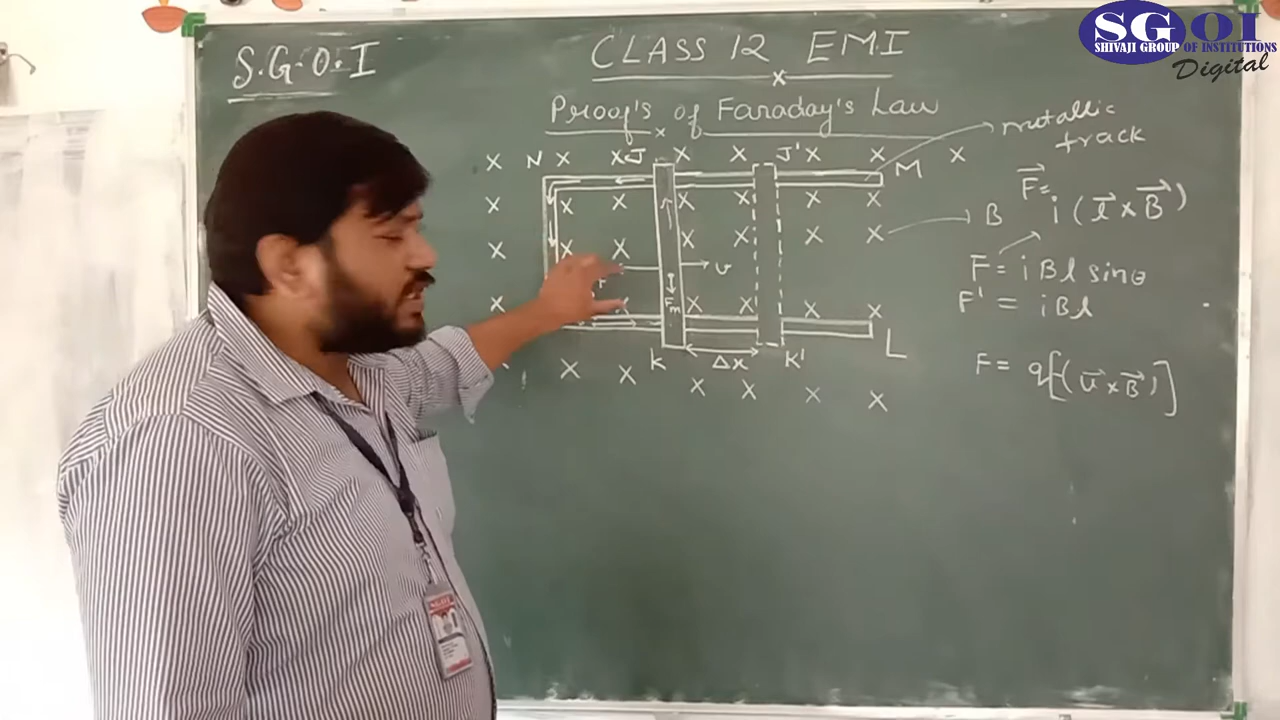 SGOI
SHIVAJI GROUP OF INSTITUTIONS
Digital
S.G.O.I
CLASS 12 EMI
Proof's of Faraday's Law
metallic
track
N
J
J'
M
B
v
Fm
K
Δx
K'
L
F⃗ = i(l⃗×B⃗)
F = iBl sinθ
F' = iBl
F = q[(v⃗×B⃗)]